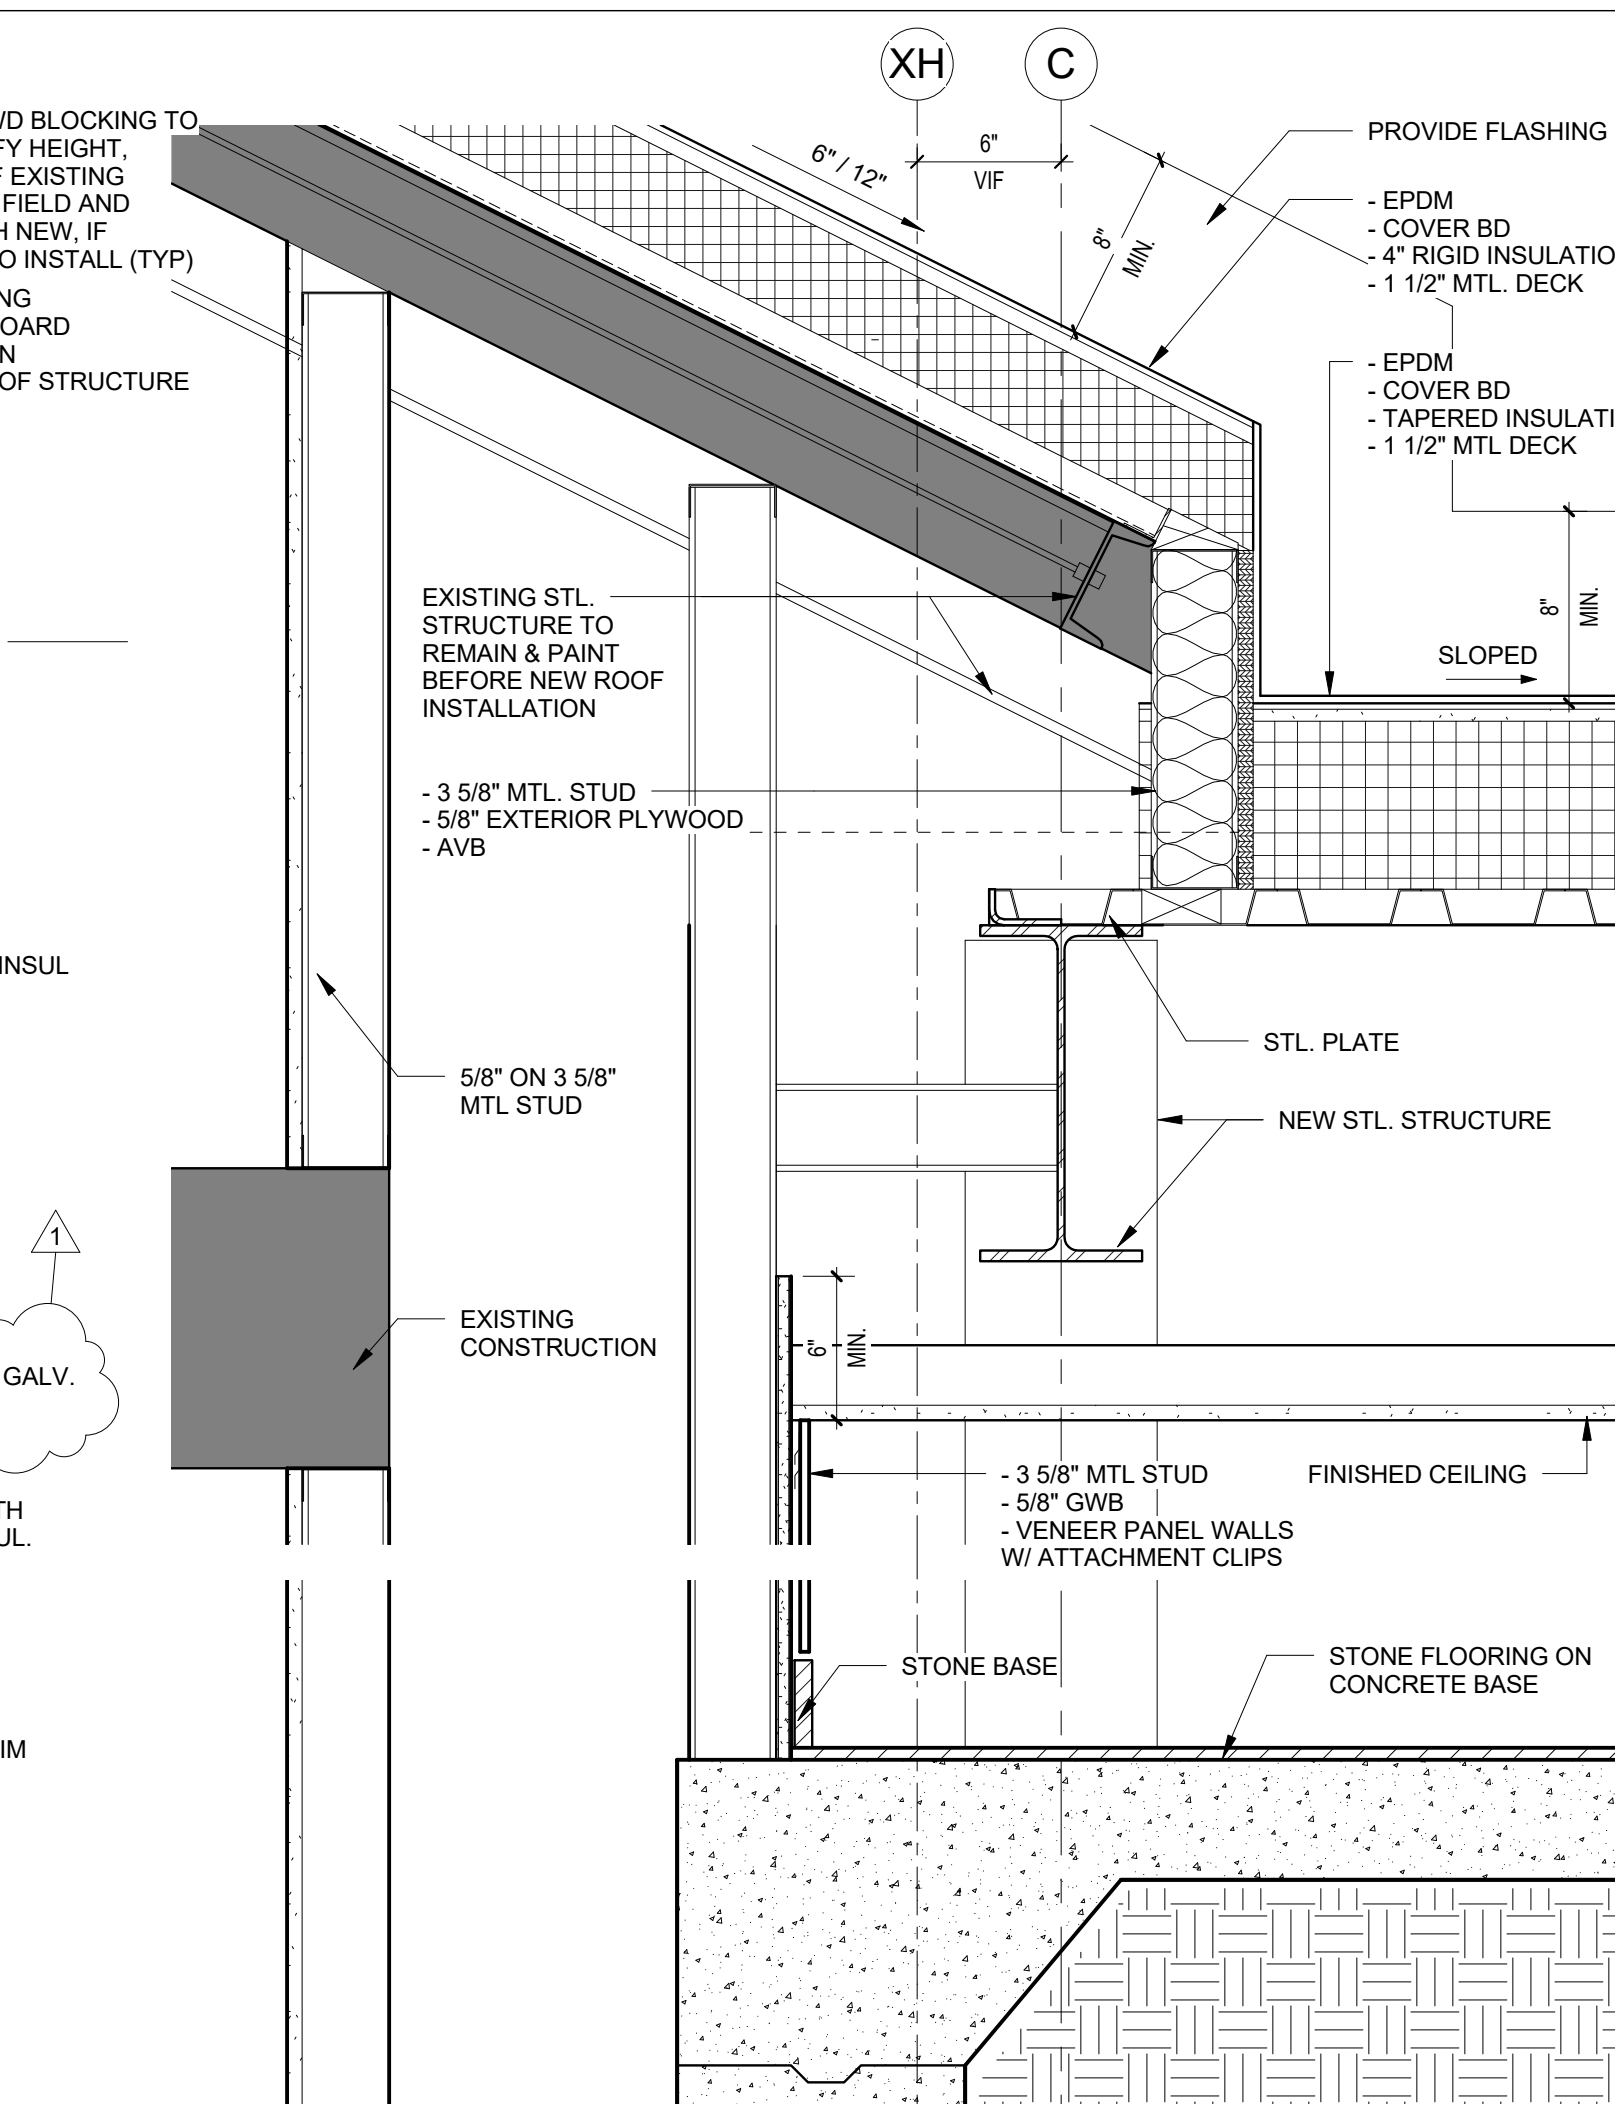 XH
C
WD BLOCKING TO
FY HEIGHT,
EXISTING
FIELD AND
NEW, IF
O INSTALL (TYP)
NG
OARD
N
OF STRUCTURE
6" / 12"
6"
VIF
8"
MIN.
PROVIDE FLASHING
- EPDM
- COVER BD
- 4" RIGID INSULATIO
- 1 1/2" MTL. DECK
- EPDM
- COVER BD
- TAPERED INSULATI
- 1 1/2" MTL DECK
8"
MIN.
SLOPED
EXISTING STL.
STRUCTURE TO
REMAIN & PAINT
BEFORE NEW ROOF
INSTALLATION
- 3 5/8" MTL. STUD
- 5/8" EXTERIOR PLYWOOD
- AVB
INSUL
STL. PLATE
5/8" ON 3 5/8"
MTL STUD
NEW STL. STRUCTURE
1
GALV.
EXISTING
CONSTRUCTION
6"
MIN.
- 3 5/8" MTL STUD
- 5/8" GWB
- VENEER PANEL WALLS
W/ ATTACHMENT CLIPS
FINISHED CEILING
TH
UL.
STONE BASE
STONE FLOORING ON
CONCRETE BASE
IM